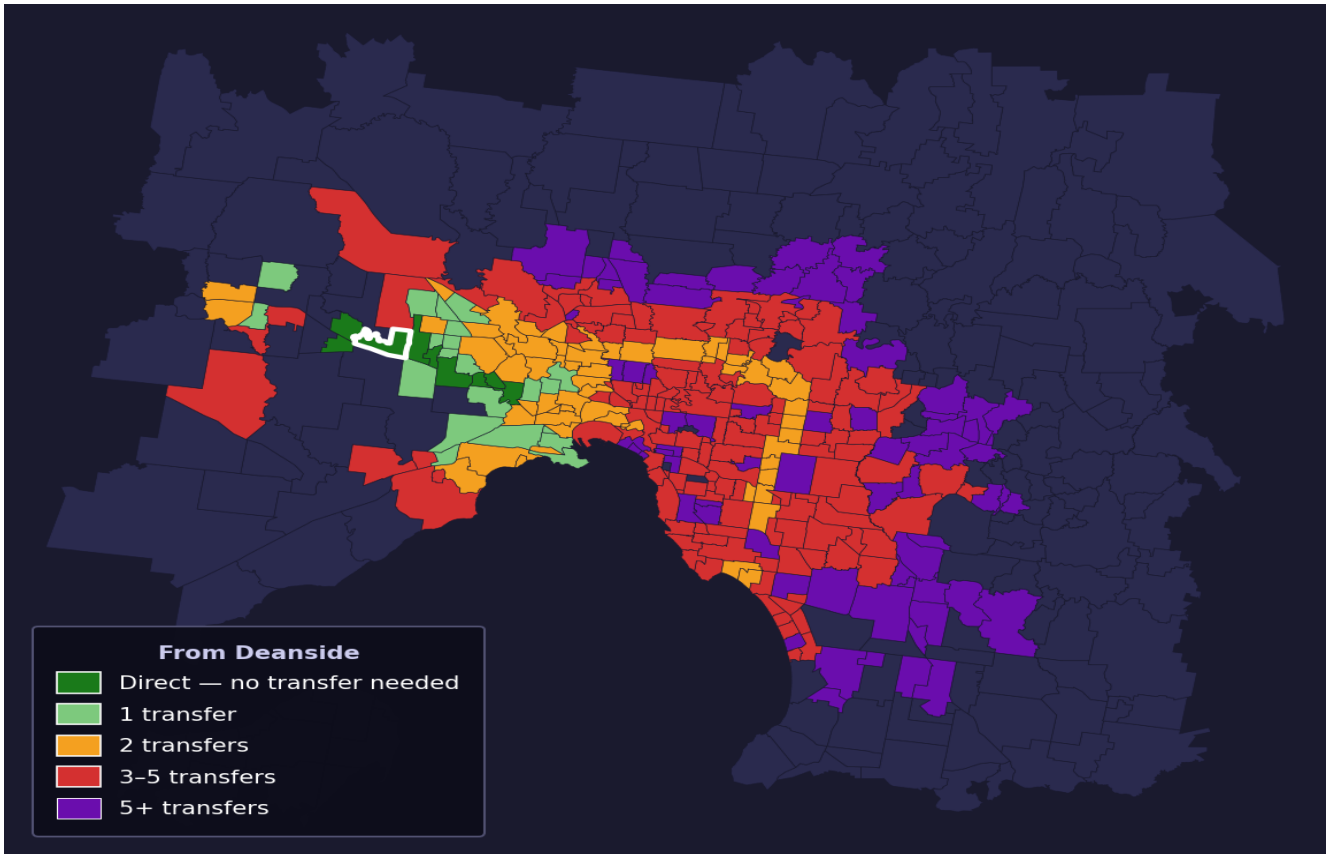 From Deanside
Direct — no transfer needed
1 transfer
2 transfers
3–5 transfers
5+ transfers